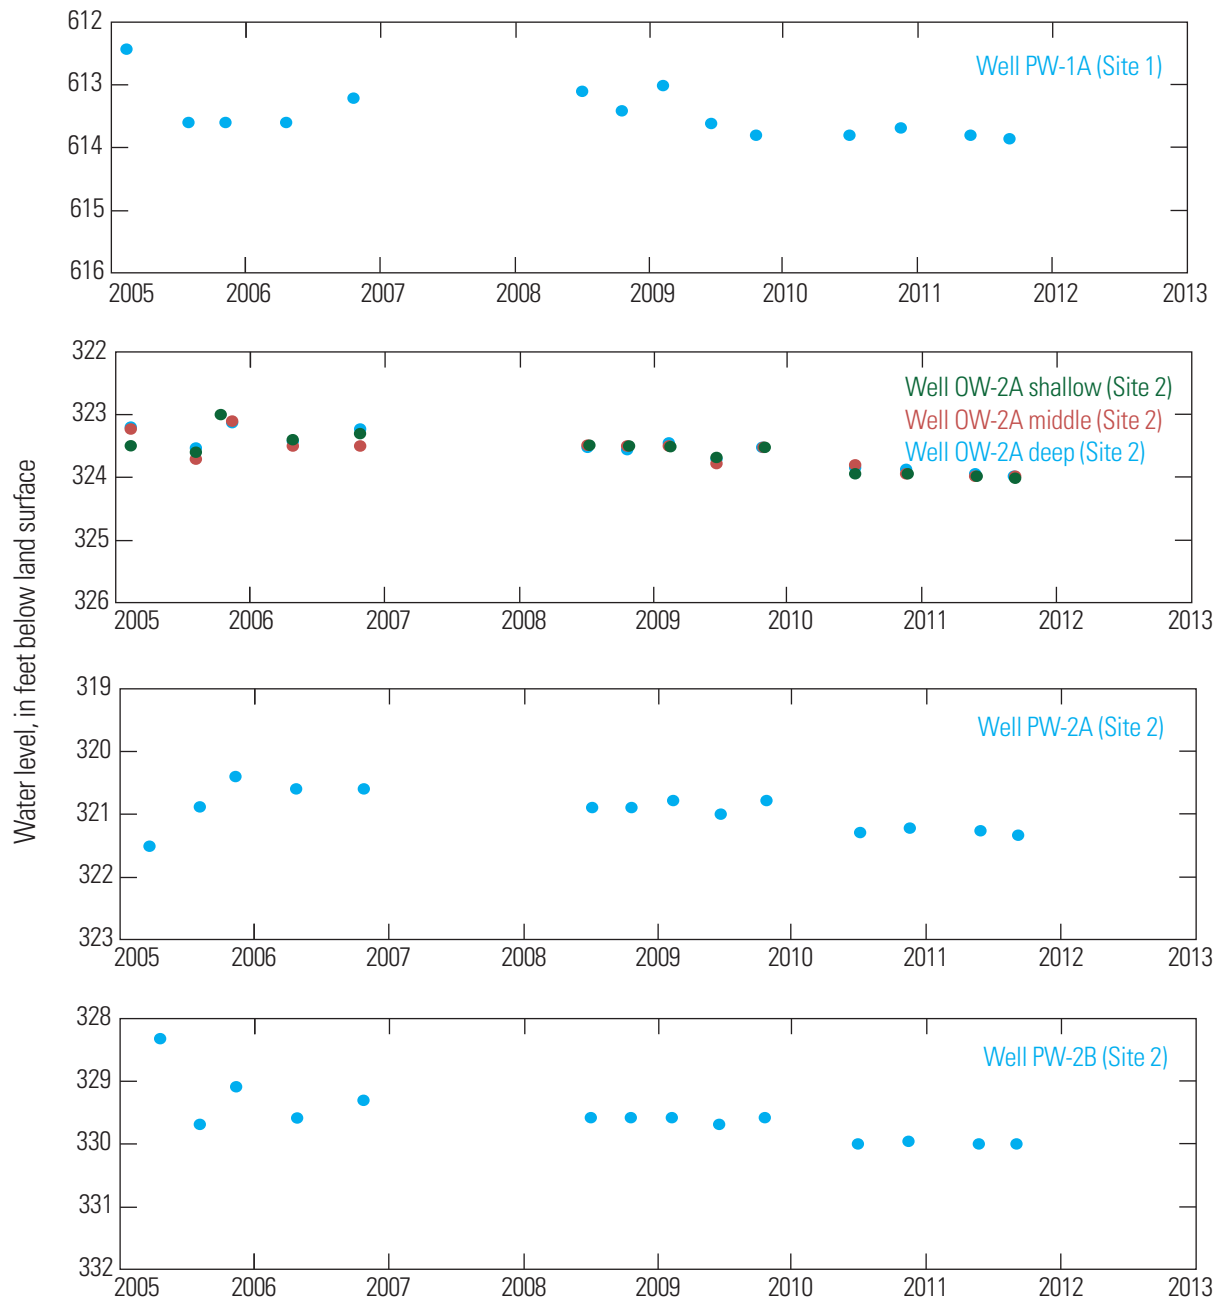 612
613
614
615
616
Well PW-1A (Site 1)
2005 2006 2007 2008 2009 2010 2011 2012 2013
322
323
324
325
326
Well OW-2A shallow (Site 2)
Well OW-2A middle (Site 2)
Well OW-2A deep (Site 2)
2005 2006 2007 2008 2009 2010 2011 2012 2013
Water level, in feet below land surface
319
320
321
322
323
Well PW-2A (Site 2)
2005 2006 2007 2008 2009 2010 2011 2012 2013
328
329
330
331
332
Well PW-2B (Site 2)
2005 2006 2007 2008 2009 2010 2011 2012 2013